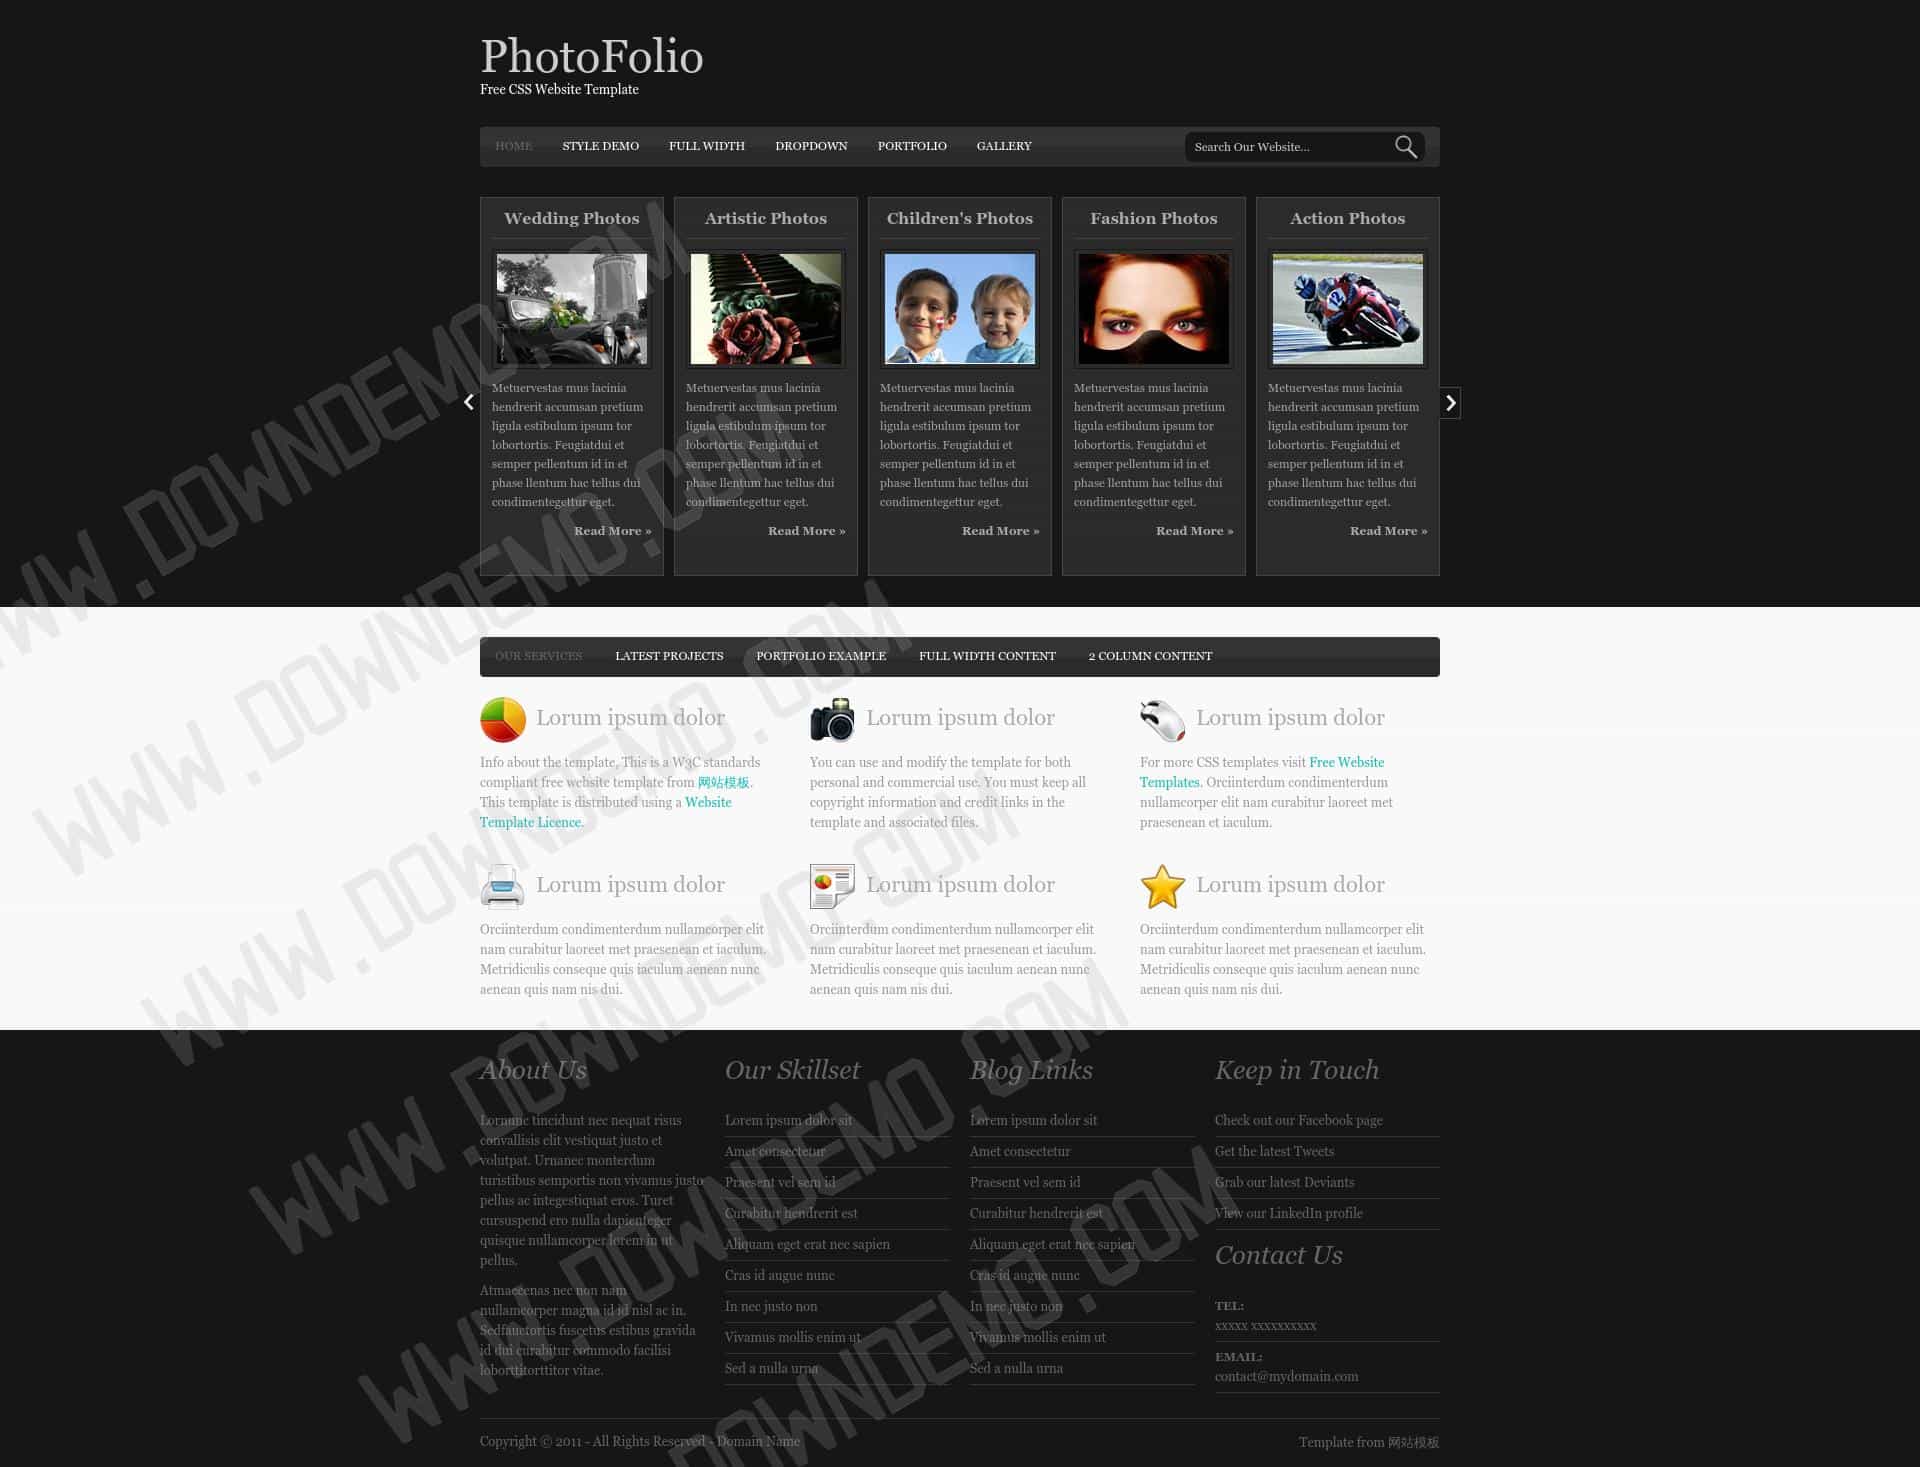 PhotoFolio
Free CSS Website Template
HOME STYLE DEMO FULL WIDTH DROPDOWN PORTFOLIO GALLERY Search Our Website...
Wedding Photos
Metuervestas mus lacinia
hendrerit accumsan pretium
ligula estibulum ipsum tor
lobortortis. Feugiatdui et
semper pellentum id in et
phase llentum hac tellus dui
condimentegettur eget.
Read More »
Artistic Photos
Metuervestas mus lacinia
hendrerit accumsan pretium
ligula estibulum ipsum tor
lobortortis. Feugiatdui et
semper pellentum id in et
phase llentum hac tellus dui
condimentegettur eget.
Read More »
Children's Photos
Metuervestas mus lacinia
hendrerit accumsan pretium
ligula estibulum ipsum tor
lobortortis. Feugiatdui et
semper pellentum id in et
phase llentum hac tellus dui
condimentegettur eget.
Read More »
Fashion Photos
Metuervestas mus lacinia
hendrerit accumsan pretium
ligula estibulum ipsum tor
lobortortis. Feugiatdui et
semper pellentum id in et
phase llentum hac tellus dui
condimentegettur eget.
Read More »
Action Photos
12
Metuervestas mus lacinia
hendrerit accumsan pretium
ligula estibulum ipsum tor
lobortortis. Feugiatdui et
semper pellentum id in et
phase llentum hac tellus dui
condimentegettur eget.
Read More »
OUR SERVICES LATEST PROJECTS PORTFOLIO EXAMPLE FULL WIDTH CONTENT 2 COLUMN CONTENT
Lorum ipsum dolor
Info about the template, This is a W3C standards
compliant free website template from 网站模板.
This template is distributed using a Website
Template Licence.
Lorum ipsum dolor
You can use and modify the template for both
personal and commercial use. You must keep all
copyright information and credit links in the
template and associated files.
Lorum ipsum dolor
For more CSS templates visit Free Website
Templates. Orciinterdum condimenterdum
nullamcorper elit nam curabitur laoreet met
praesenean et iaculum.
Lorum ipsum dolor
Orciinterdum condimenterdum nullamcorper elit
nam curabitur laoreet met praesenean et iaculum.
Metridiculis conseque quis iaculum aenean nunc
aenean quis nam nis dui.
Lorum ipsum dolor
Orciinterdum condimenterdum nullamcorper elit
nam curabitur laoreet met praesenean et iaculum.
Metridiculis conseque quis iaculum aenean nunc
aenean quis nam nis dui.
Lorum ipsum dolor
Orciinterdum condimenterdum nullamcorper elit
nam curabitur laoreet met praesenean et iaculum.
Metridiculis conseque quis iaculum aenean nunc
aenean quis nam nis dui.
About Us
Lornunc tincidunt nec nequat risus
convallisis elit vestiquat justo et
volutpat. Urnanec monterdum
turistibus semportis non vivamus justo
pellus ac integestiquat eros. Turet
cursuspend ero nulla dapienteger
quisque nullamcorper lorem in ut
pellus.
Atmaecenas nec non nam
nullamcorper magna id id nisl ac in.
Sedfauctortis fuscetus estibus gravida
id dui curabitur commodo facilisi
loborttitorttitor vitae.
Our Skillset
Lorem ipsum dolor sit
Amet consectetur
Praesent vel sem id
Curabitur hendrerit est
Aliquam eget erat nec sapien
Cras id augue nunc
In nec justo non
Vivamus mollis enim ut
Sed a nulla urna
Blog Links
Lorem ipsum dolor sit
Amet consectetur
Praesent vel sem id
Curabitur hendrerit est
Aliquam eget erat nec sapien
Cras id augue nunc
In nec justo non
Vivamus mollis enim ut
Sed a nulla urna
Keep in Touch
Check out our Facebook page
Get the latest Tweets
Grab our latest Deviants
View our LinkedIn profile
Contact Us
TEL:
xxxxx xxxxxxxxxx
EMAIL:
contact@mydomain.com
Copyright © 2011 - All Rights Reserved - Domain Name
Template from 网站模板
WWW.DOWNDEMO.COM
WWW.DOWNDEMO.COM
WWW.DOWNDEMO.COM
WWW.DOWNDEMO.COM
WWW.DOWNDEMO.COM
DOWNDEMO.COM